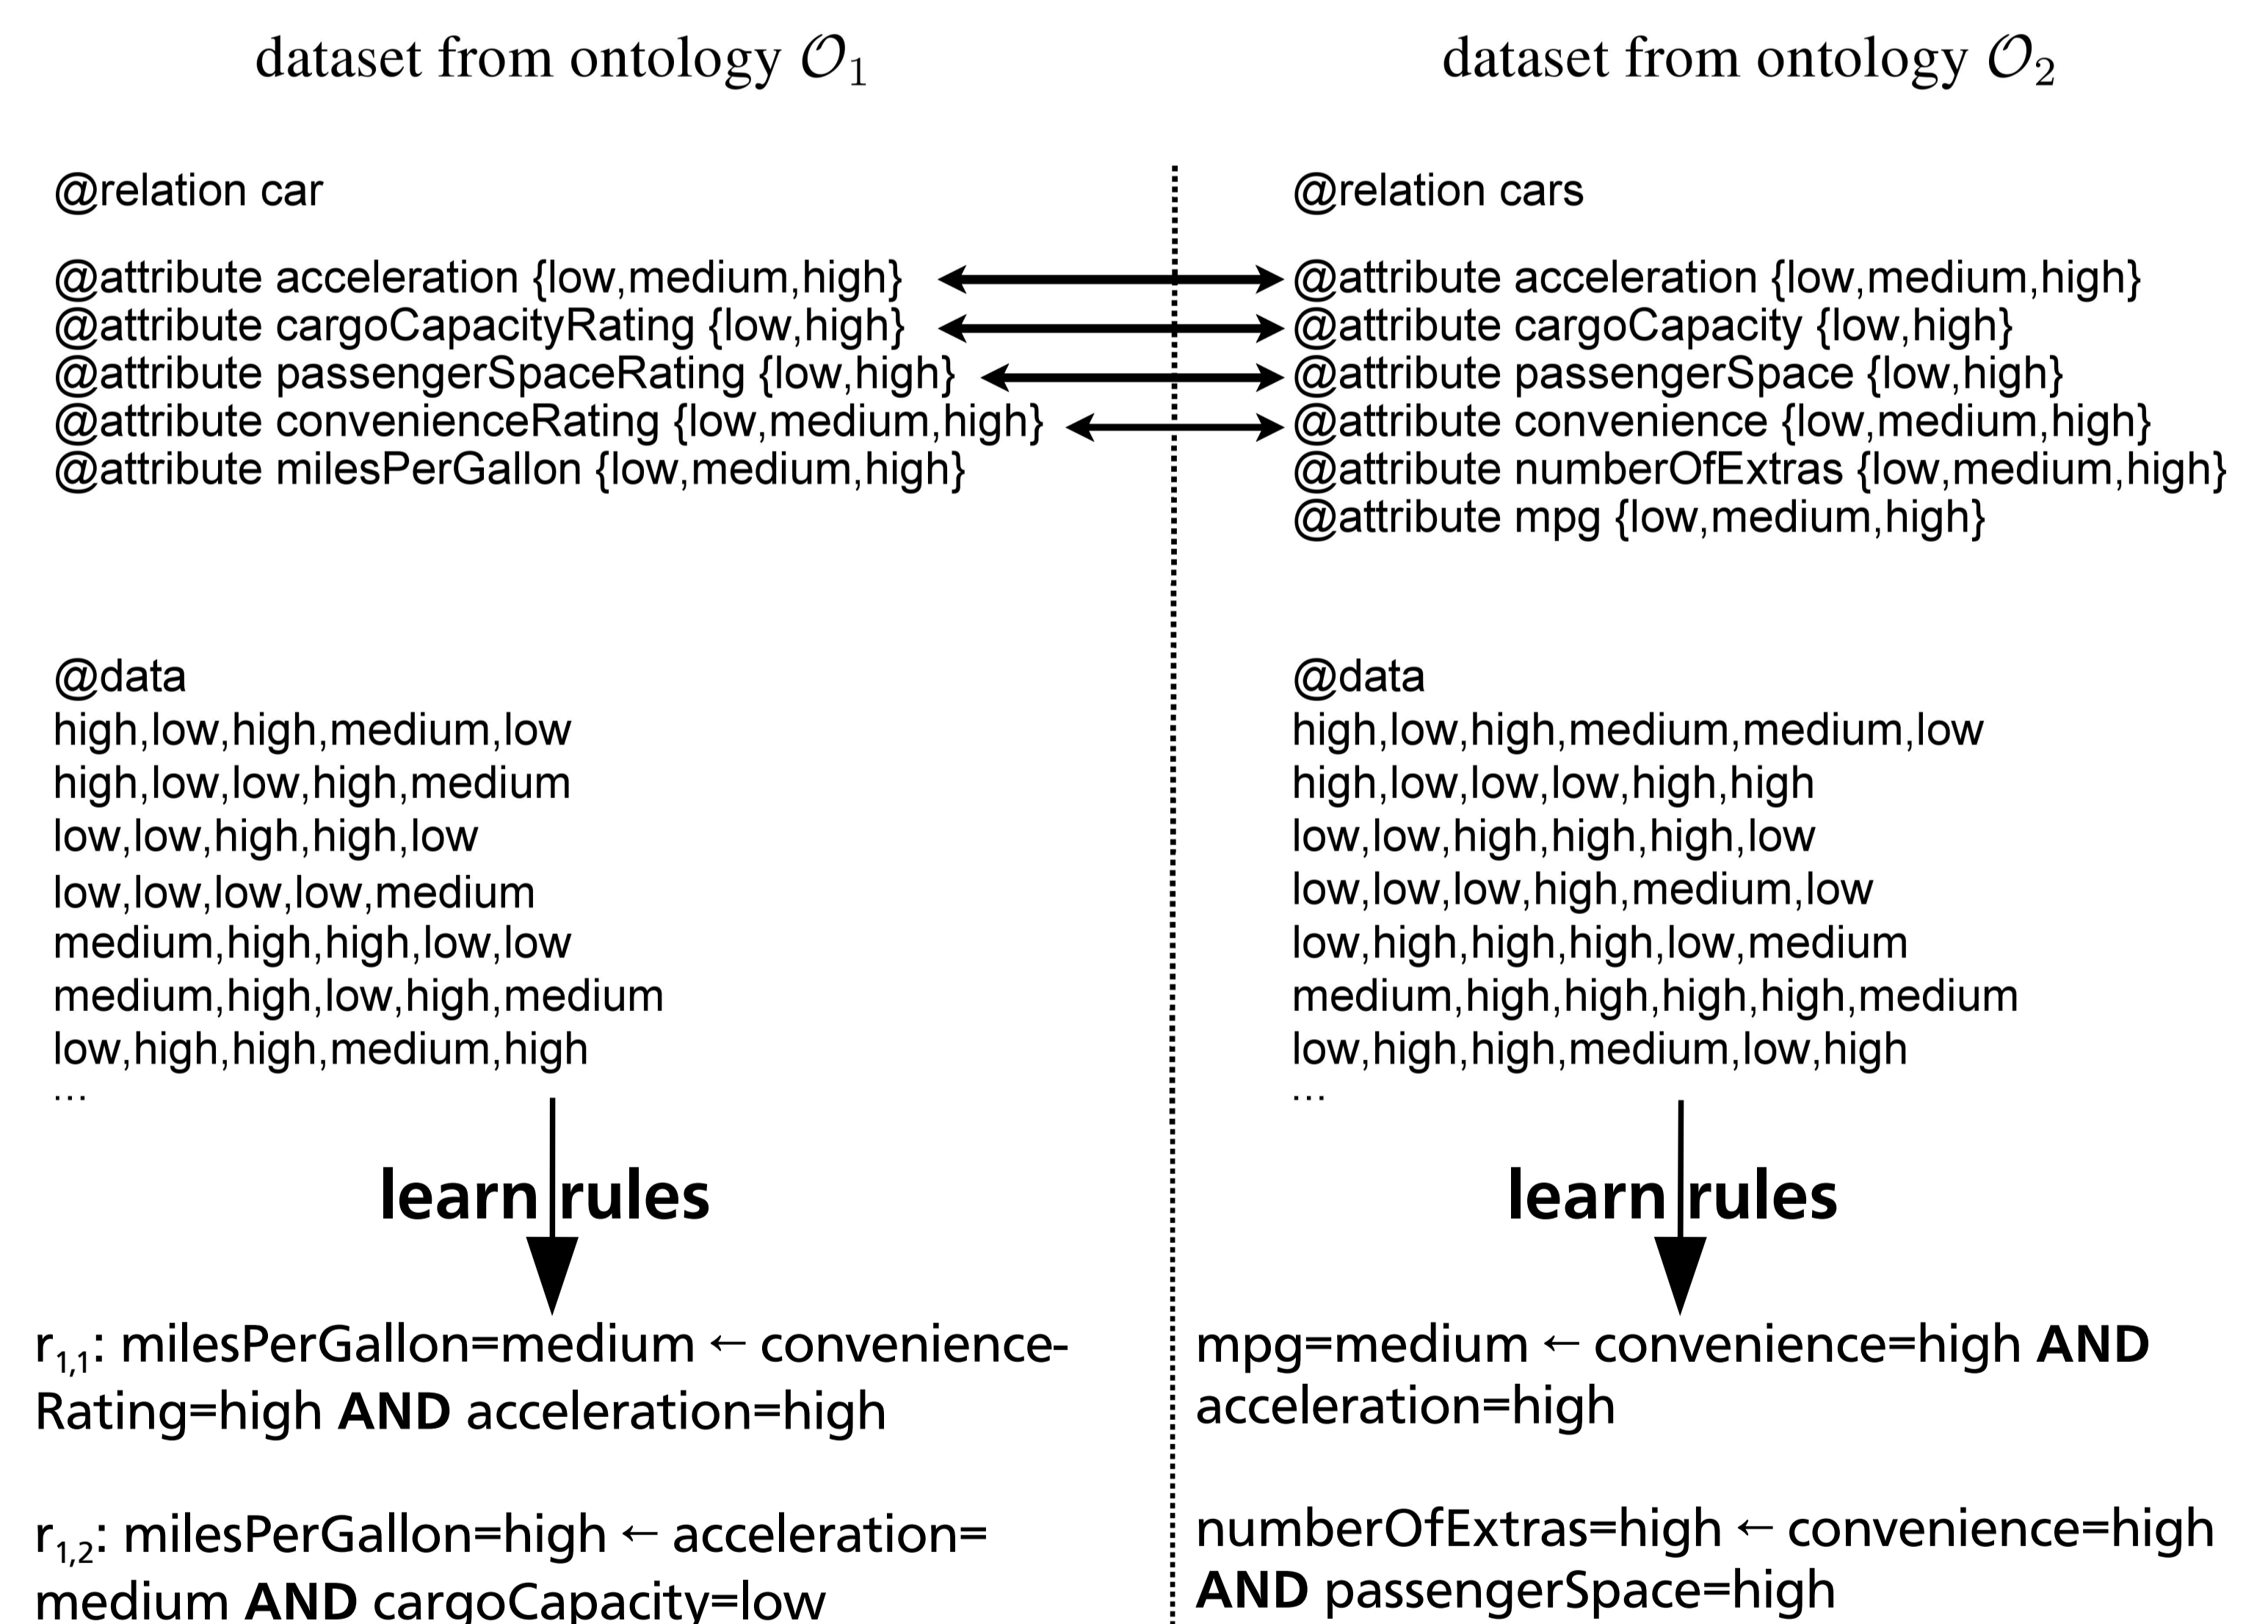 dataset from ontology 𝒪₁
@relation car
@attribute acceleration {low,medium,high}
@attribute cargoCapacityRating {low,high}
@attribute passengerSpaceRating {low,high}
@attribute convenienceRating {low,medium,high}
@attribute milesPerGallon {low,medium,high}
@data
high,low,high,medium,low
high,low,low,high,medium
low,low,high,high,low
low,low,low,low,medium
medium,high,high,low,low
medium,high,low,high,medium
low,high,high,medium,high
...
learn rules
r₁,₁: milesPerGallon=medium ← convenience-
Rating=high AND acceleration=high
r₁,₂: milesPerGallon=high ← acceleration=
medium AND cargoCapacity=low
dataset from ontology 𝒪₂
@relation cars
@attribute acceleration {low,medium,high}
@attribute cargoCapacity {low,high}
@attribute passengerSpace {low,high}
@attribute convenience {low,medium,high}
@attribute numberOfExtras {low,medium,high}
@attribute mpg {low,medium,high}
@data
high,low,high,medium,medium,low
high,low,low,low,high,high
low,low,high,high,high,low
low,low,low,high,medium,low
low,high,high,high,low,medium
medium,high,high,high,high,medium
low,high,high,medium,low,high
...
learn rules
mpg=medium ← convenience=high AND
acceleration=high
numberOfExtras=high ← convenience=high
AND passengerSpace=high